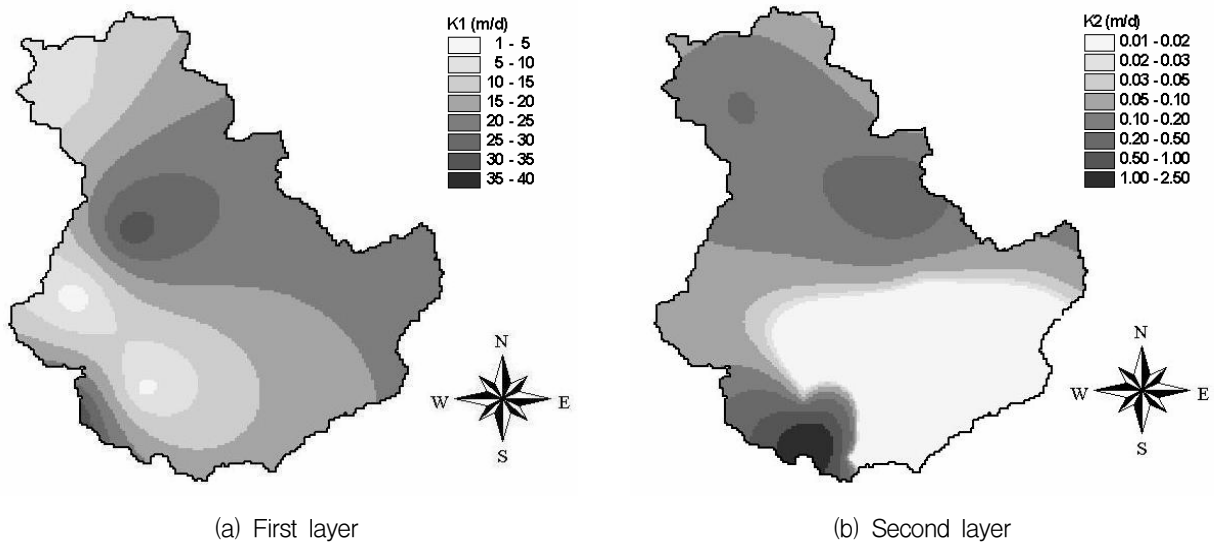 K1 (m/d)
1 - 5
5 - 10
10 - 15
15 - 20
20 - 25
25 - 30
30 - 35
35 - 40
N
W E
S
(a) First layer
K2 (m/d)
0.01 - 0.02
0.02 - 0.03
0.03 - 0.05
0.05 - 0.10
0.10 - 0.20
0.20 - 0.50
0.50 - 1.00
1.00 - 2.50
N
W E
S
(b) Second layer